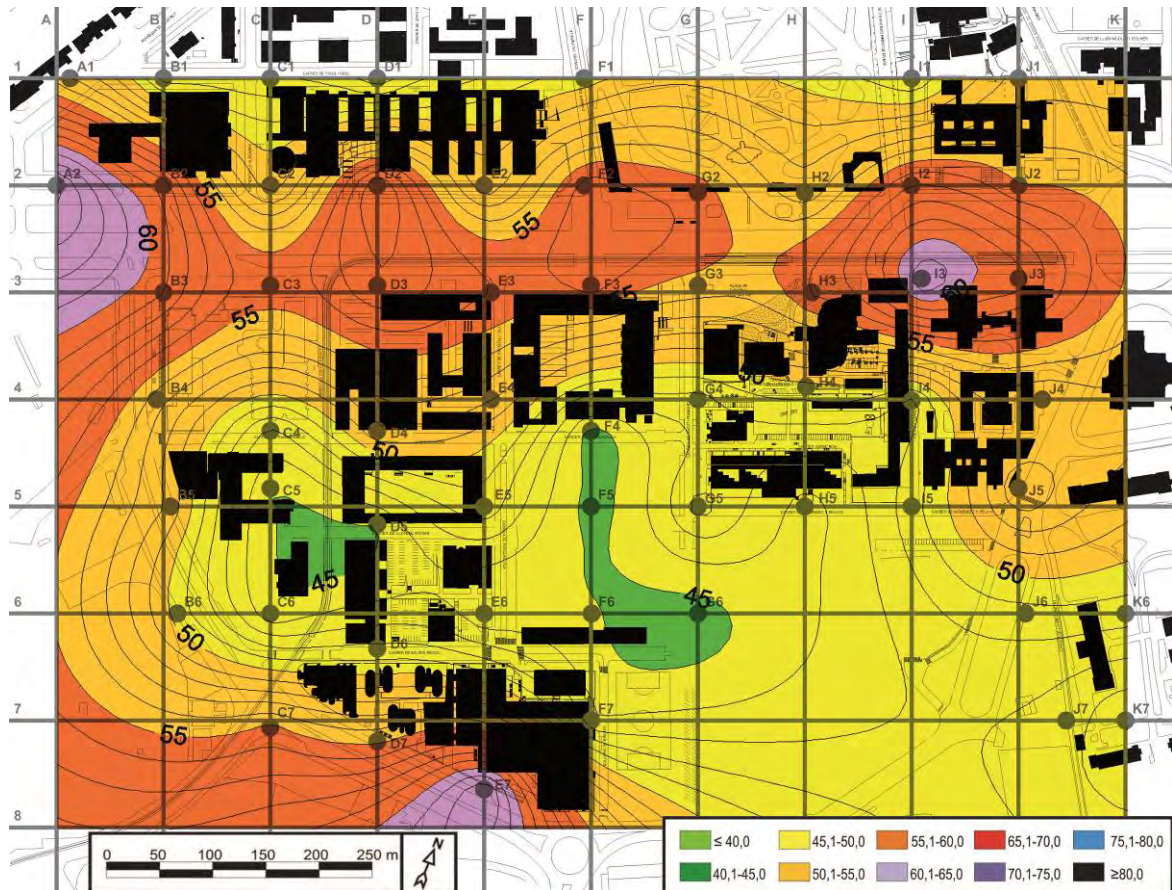 A B C D E F G H I J K
1 A1 B1 C1 D1 F1 I1 J1
2 A2 B2 C2 D2 E2 F2 G2 H2 I2 J2
55 55
60
3 B3 C3 D3 E3 F3 G3 H3 I3 J3
55 55
4 B4 C4 D4 E4 F4 G4 H4 I4 J4
50
5 B5 C5 D5 E5 F5 G5 H5 I5 J5
45 50 45
6 B6 C6 D6 E6 F6 G6 J6 K6
50
7 C7 D7 E7 F7 J7 K7
55
8
0 50 100 150 200 250 m
N
≤ 40,0 45,1-50,0 55,1-60,0 65,1-70,0 75,1-80,0
40,1-45,0 50,1-55,0 60,1-65,0 70,1-75,0 ≥80,0